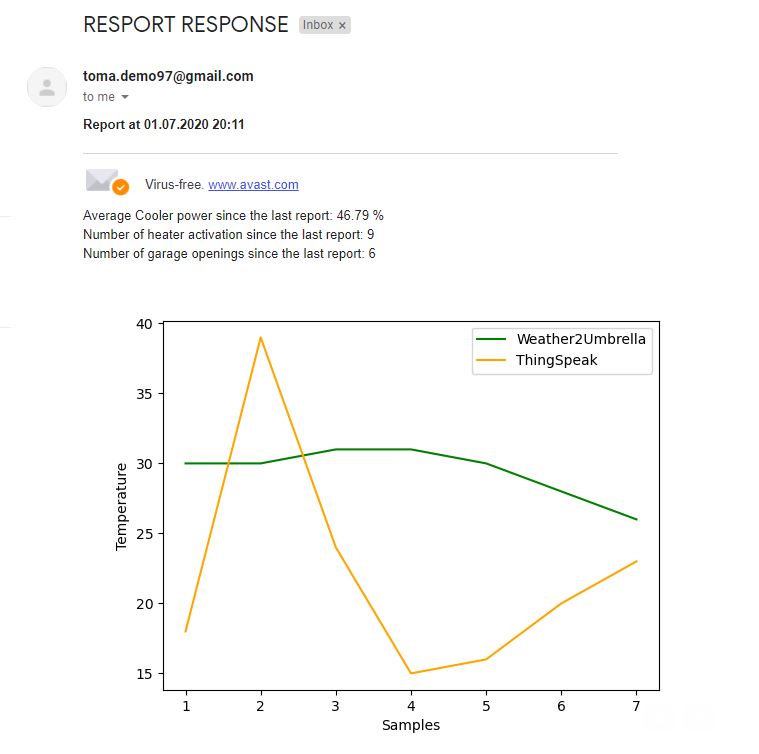 RESPORT RESPONSE Inbox ×
toma.demo97@gmail.com
to me
Report at 01.07.2020 20:11
Virus-free. www.avast.com
Average Cooler power since the last report: 46.79 %
Number of heater activation since the last report: 9
Number of garage openings since the last report: 6
40
35
30
25
20
15
Temperature
Weather2Umbrella
ThingSpeak
1 2 3 4 5 6 7
Samples